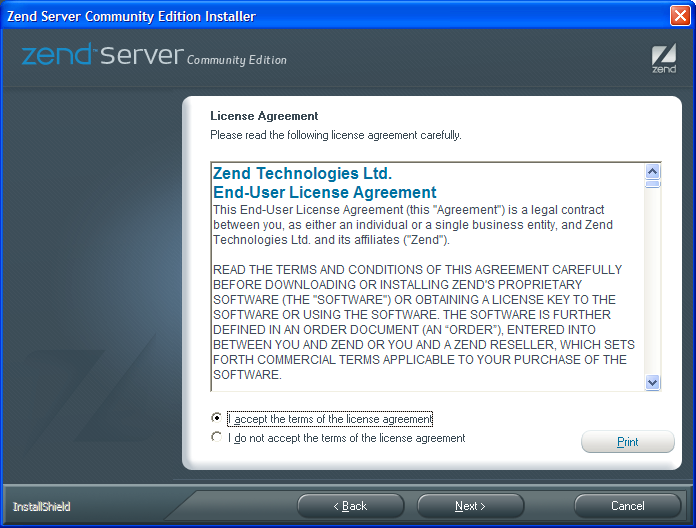 Zend Server Community Edition Installer
zend™ server Community Edition
zend
License Agreement
Please read the following license agreement carefully.
Zend Technologies Ltd.
End-User License Agreement
This End-User License Agreement (this "Agreement") is a legal contract
between you, as either an individual or a single business entity, and Zend
Technologies Ltd. and its affiliates ("Zend").
READ THE TERMS AND CONDITIONS OF THIS AGREEMENT CAREFULLY
BEFORE DOWNLOADING OR INSTALLING ZEND'S PROPRIETARY
SOFTWARE (THE "SOFTWARE") OR OBTAINING A LICENSE KEY TO THE
SOFTWARE OR USING THE SOFTWARE. THE SOFTWARE IS FURTHER
DEFINED IN AN ORDER DOCUMENT (AN “ORDER”), ENTERED INTO
BETWEEN YOU AND ZEND OR YOU AND A ZEND RESELLER, WHICH SETS
FORTH COMMERCIAL TERMS APPLICABLE TO YOUR PURCHASE OF THE
SOFTWARE.
I accept the terms of the license agreement
I do not accept the terms of the license agreement
Print
InstallShield
< Back
Next >
Cancel